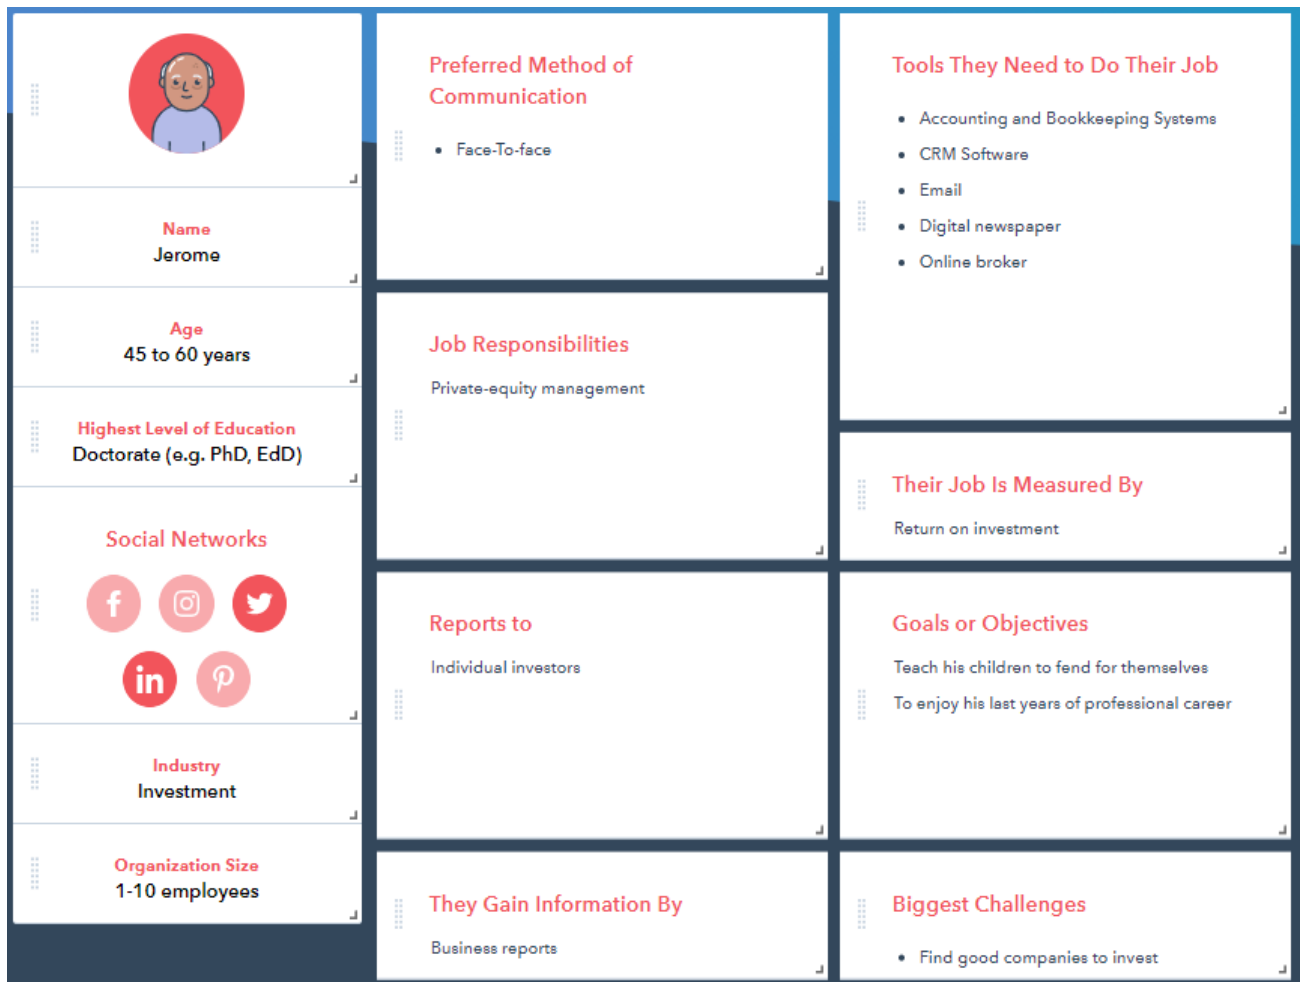 Name
Jerome
Age
45 to 60 years
Highest Level of Education
Doctorate (e.g. PhD, EdD)
Social Networks
f
in
Industry
Investment
Organization Size
1-10 employees
Preferred Method of
Communication
Face-To-face
Job Responsibilities
Private-equity management
Reports to
Individual investors
They Gain Information By
Business reports
Tools They Need to Do Their Job
Accounting and Bookkeeping Systems
CRM Software
Email
Digital newspaper
Online broker
Their Job Is Measured By
Return on investment
Goals or Objectives
Teach his children to fend for themselves
To enjoy his last years of professional career
Biggest Challenges
Find good companies to invest